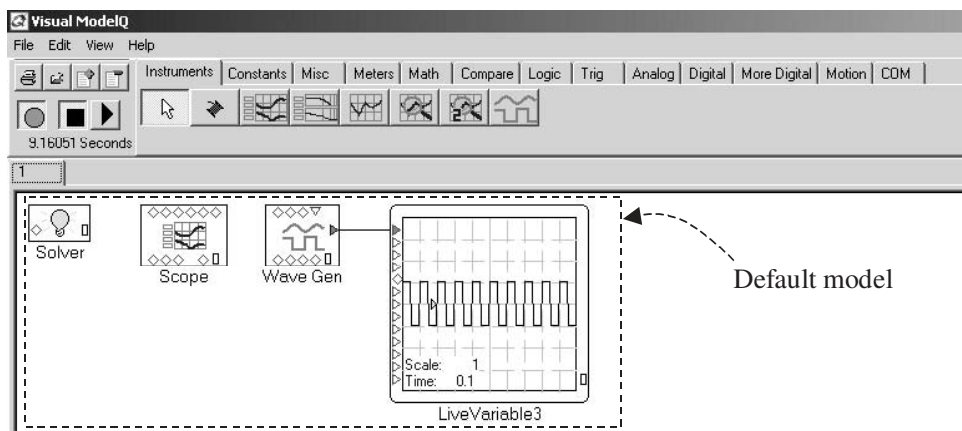 Visual ModelQ
File Edit View Help
Instruments Constants Misc Meters Math Compare Logic Trig Analog Digital More Digital Motion COM
2
9.16051 Seconds
1
Solver
Scope
Wave Gen
Scale: 1
Time: 0.1
LiveVariable3
Default model